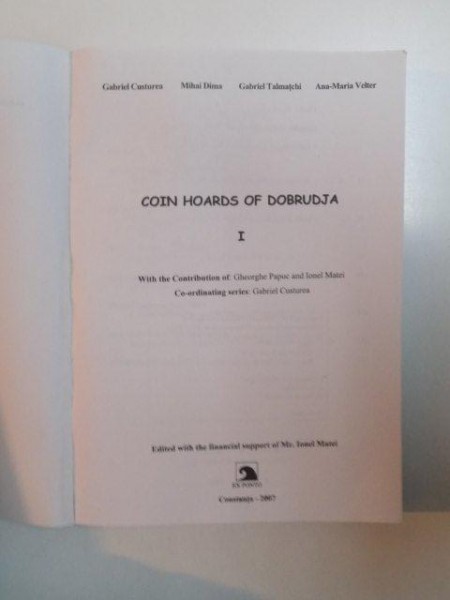 Gabriel Custurea Mihai Dima Gabriel Talmaţchi Ana-Maria Velter
COIN HOARDS OF DOBRUDJA
I
With the Contribution of: Gheorghe Papuc and Ionel Matei
Co-ordinating series: Gabriel Custurea
Edited with the financial support of Mr. Ionel Matei
EX PONTO
Constanţa - 2007